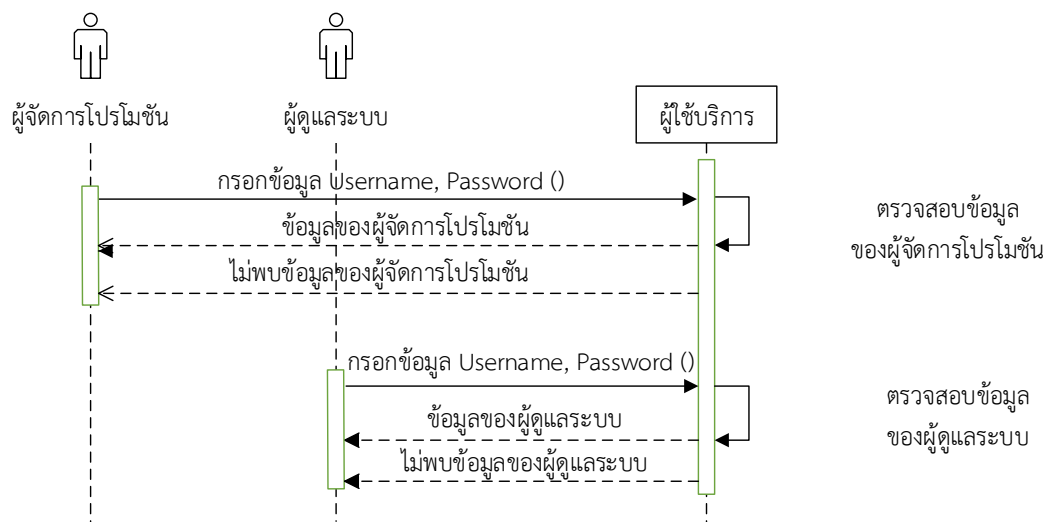 ผู้จัดการโปรโมชัน
ผู้ดูแลระบบ
ผู้ใช้บริการ
กรอกข้อมูล Username, Password ()
ตรวจสอบข้อมูล
ของผู้จัดการโปรโมชัน
ข้อมูลของผู้จัดการโปรโมชัน
ไม่พบข้อมูลของผู้จัดการโปรโมชัน
กรอกข้อมูล Username, Password ()
ตรวจสอบข้อมูล
ของผู้ดูแลระบบ
ข้อมูลของผู้ดูแลระบบ
ไม่พบข้อมูลของผู้ดูแลระบบ